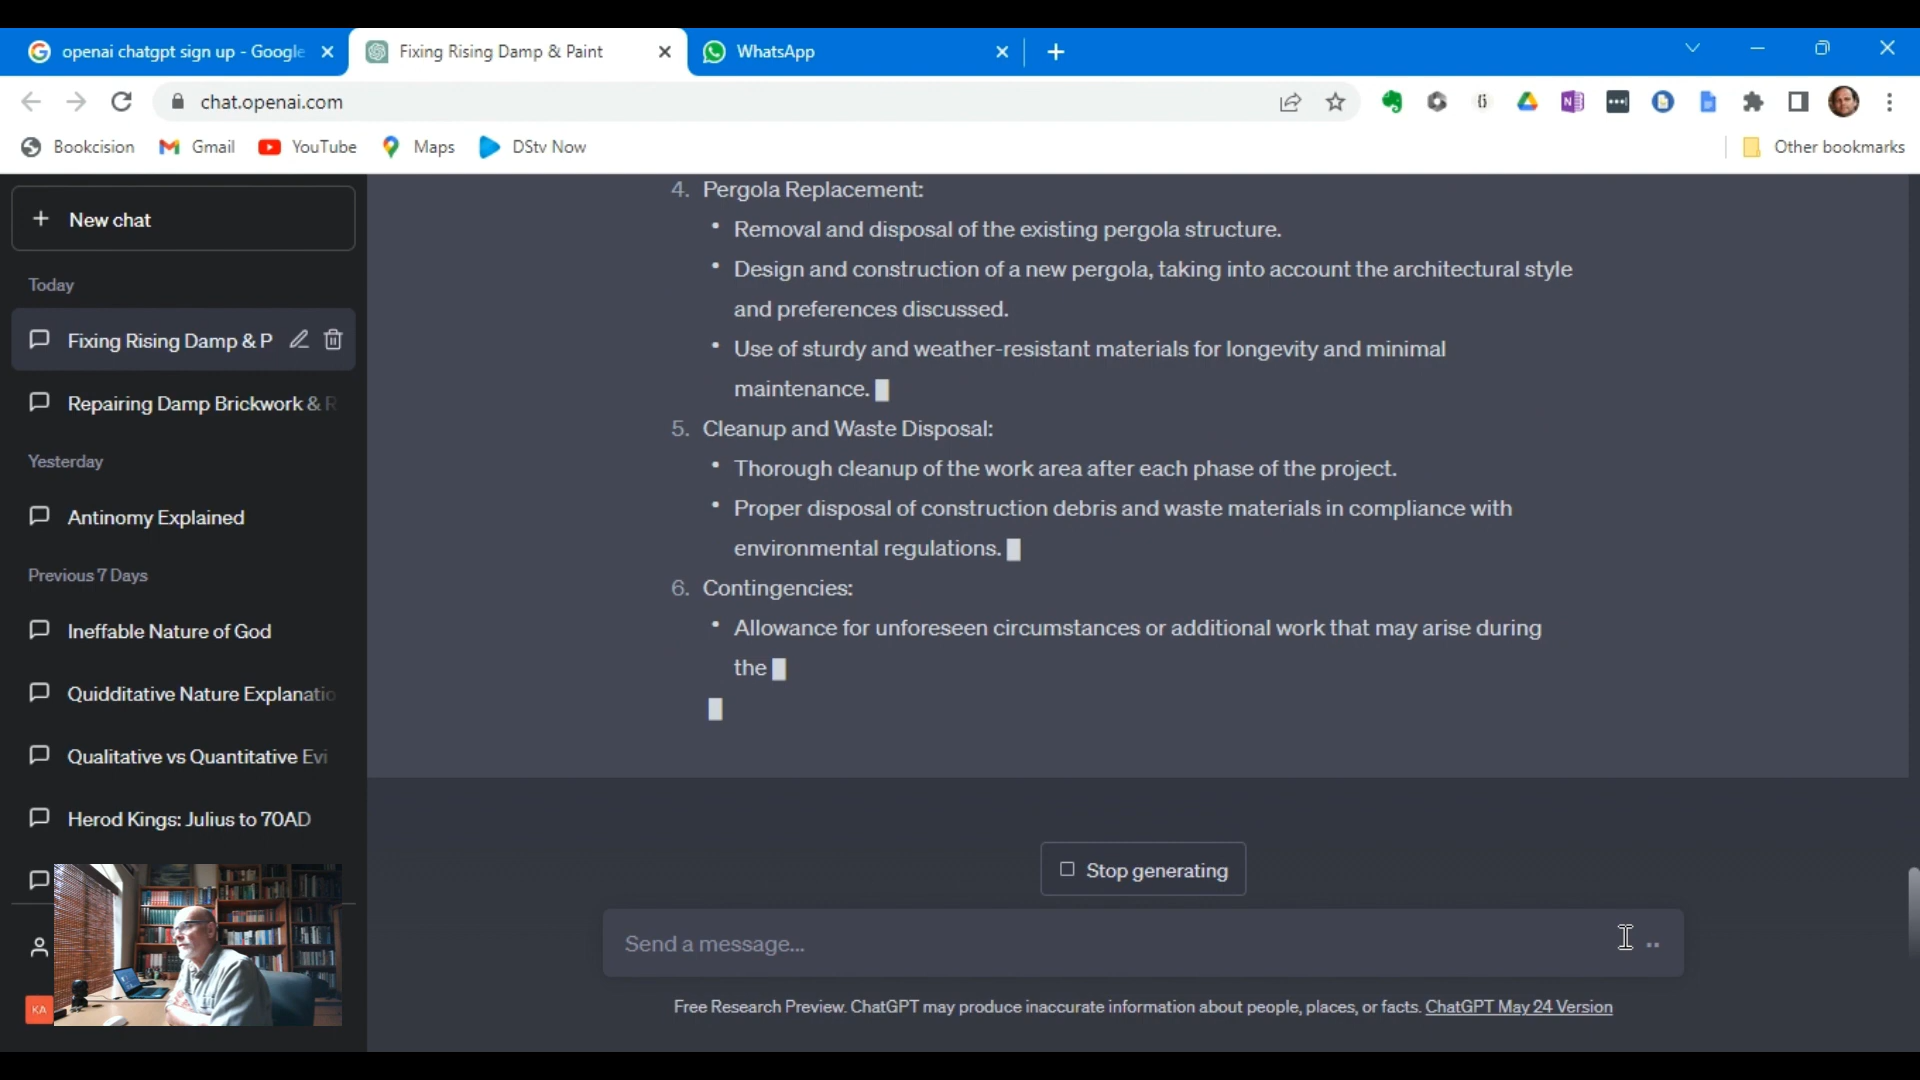 openai chatgpt sign up - Google
Fixing Rising Damp & Paint
WhatsApp
chat.openai.com
Bookcision
Gmail
YouTube
Maps
DStv Now
Other bookmarks
New chat
Today
Fixing Rising Damp & P
Repairing Damp Brickwork & R
Yesterday
Antinomy Explained
Previous 7 Days
Ineffable Nature of God
Quidditative Nature Explanatio
Qualitative vs Quantitative Evi
Herod Kings: Julius to 70AD
KA
4. Pergola Replacement:
• Removal and disposal of the existing pergola structure.
• Design and construction of a new pergola, taking into account the architectural style
and preferences discussed.
• Use of sturdy and weather-resistant materials for longevity and minimal
maintenance.
5. Cleanup and Waste Disposal:
• Thorough cleanup of the work area after each phase of the project.
• Proper disposal of construction debris and waste materials in compliance with
environmental regulations.
6. Contingencies:
• Allowance for unforeseen circumstances or additional work that may arise during
the
Stop generating
Send a message...
Free Research Preview. ChatGPT may produce inaccurate information about people, places, or facts. ChatGPT May 24 Version